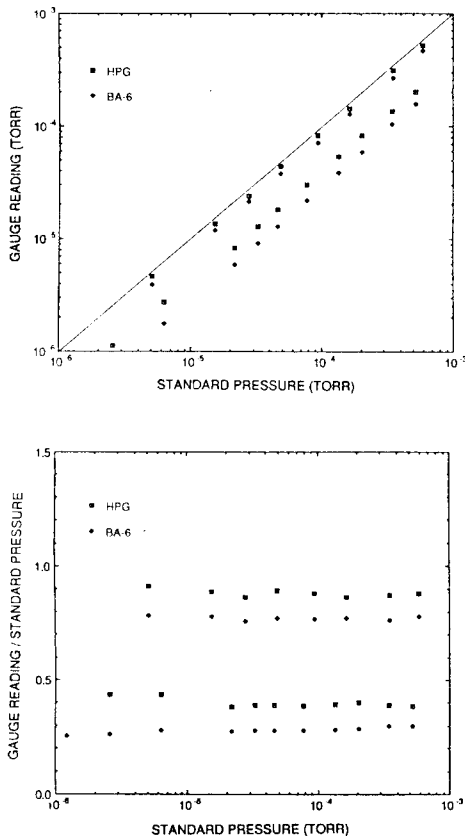 10⁻³
HPG
BA-6
10⁻⁴
GAUGE READING (TORR)
10⁻⁵
10⁻⁶
10⁻⁶ 10⁻⁵ 10⁻⁴ 10⁻³
STANDARD PRESSURE (TORR)
1.5
HPG
BA-6
1.0
GAUGE READING / STANDARD PRESSURE
0.5
0.0
10⁻⁶ 10⁻⁵ 10⁻⁴ 10⁻³
STANDARD PRESSURE (TORR)